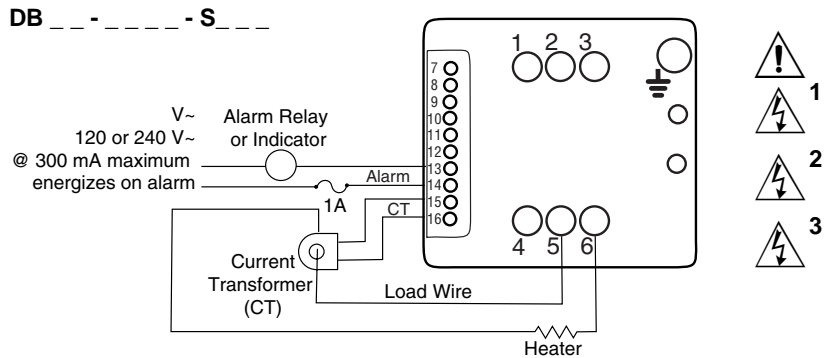 DB _ _ - _ _ _ _ - S_ _ _
1 2 3
7
8
9
10
11
12
13
14
15
16
V~
120 or 240 V~
@ 300 mA maximum
energizes on alarm
Alarm Relay
or Indicator
Alarm
1A
CT
4 5 6
Current
Transformer
(CT)
Load Wire
Heater
1
2
3